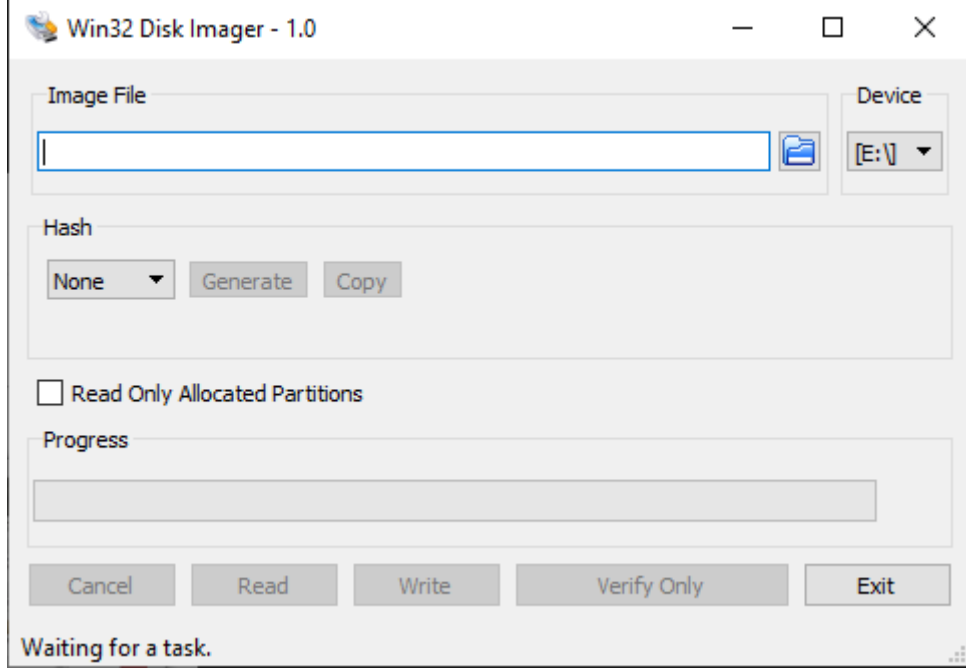 Win32 Disk Imager - 1.0
Image File
Device
[E:\]
Hash
None
Generate
Copy
Read Only Allocated Partitions
Progress
Cancel
Read
Write
Verify Only
Exit
Waiting for a task.